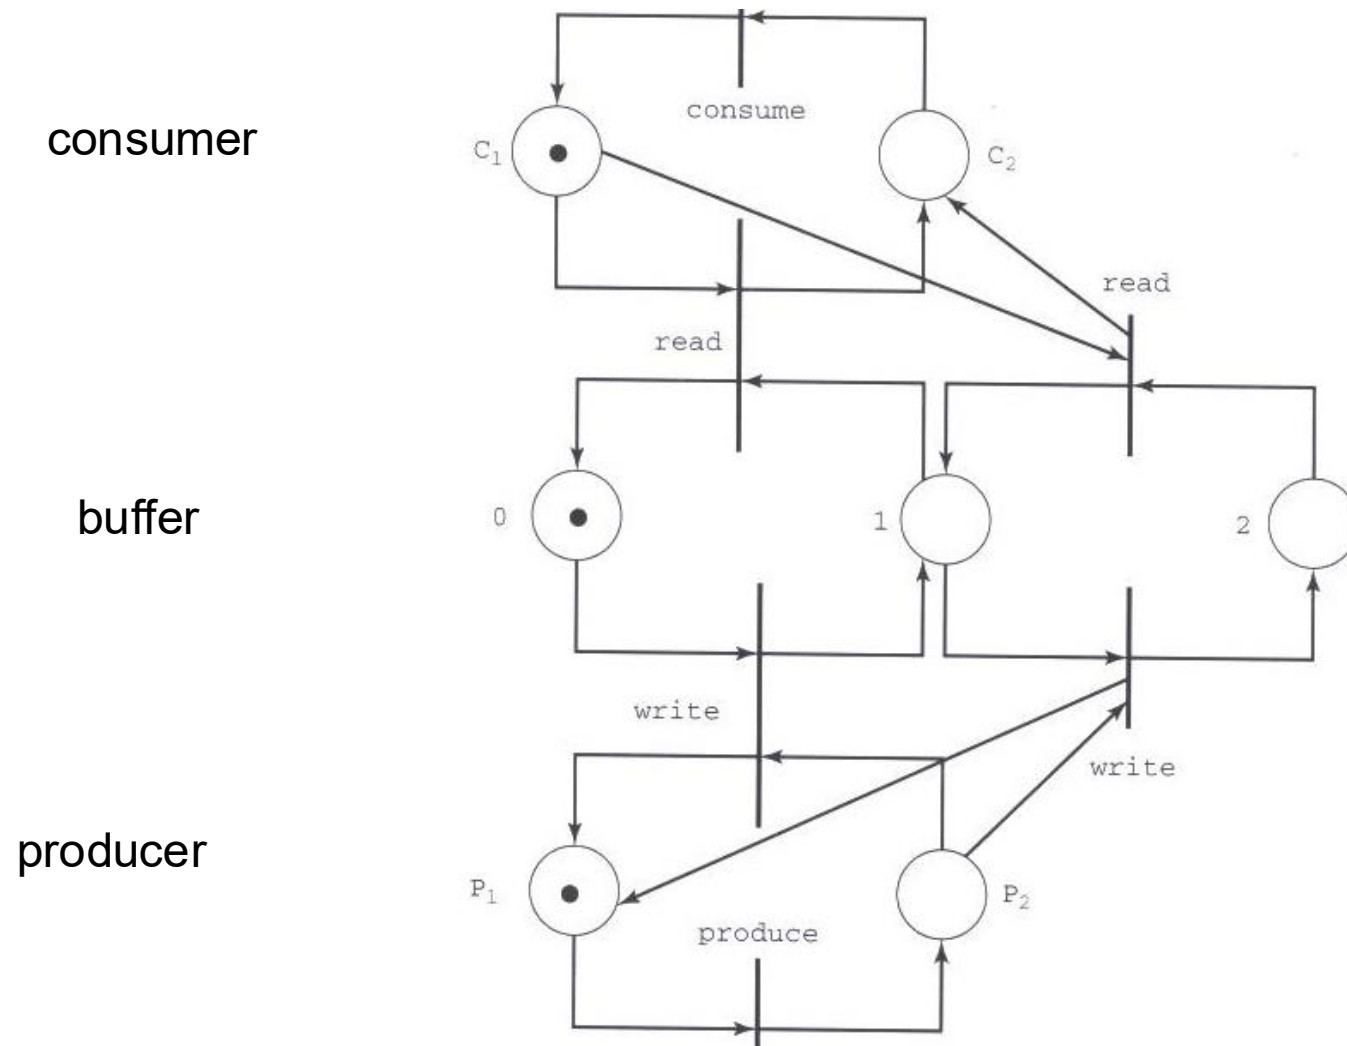 consume
consumer
C₁
C₂
read
read
buffer
0
1
2
write
write
producer
P₁
P₂
produce